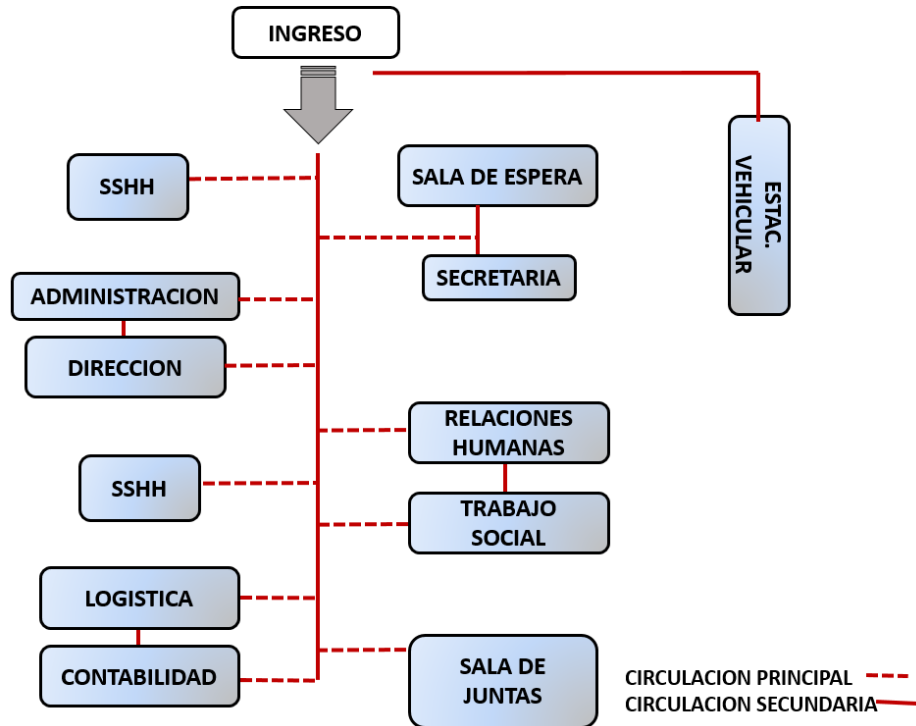 INGRESO
SSHH
SALA DE ESPERA
ESTAC.
VEHICULAR
SECRETARIA
ADMINISTRACION
DIRECCION
RELACIONES
HUMANAS
SSHH
TRABAJO
SOCIAL
LOGISTICA
CONTABILIDAD
SALA DE
JUNTAS
CIRCULACION PRINCIPAL
CIRCULACION SECUNDARIA